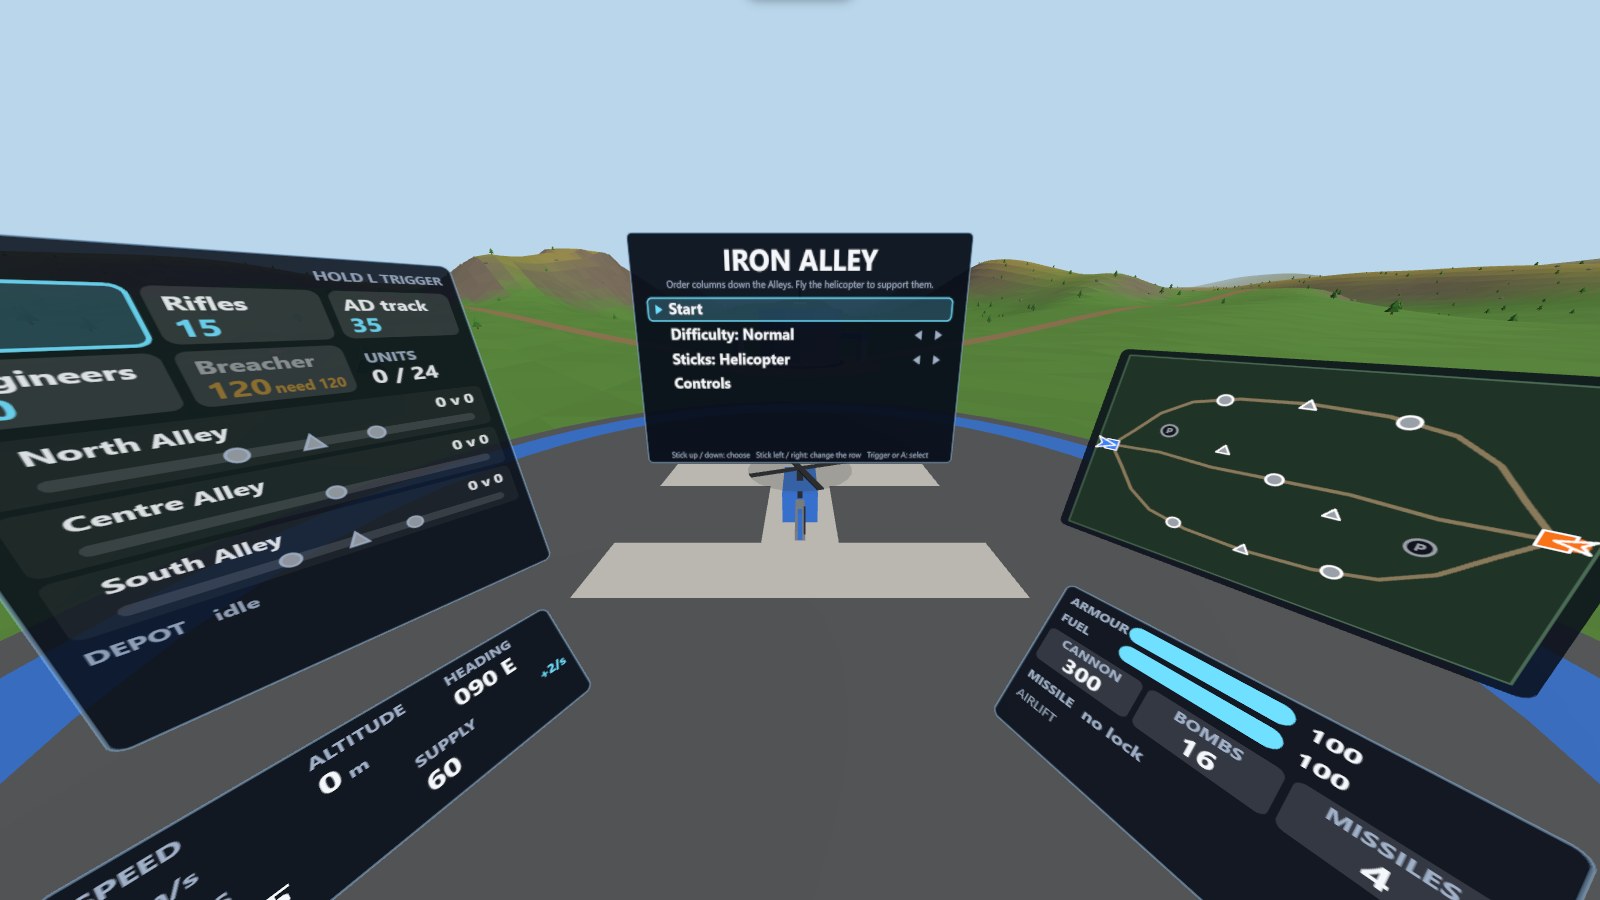 HOLD L TRIGGER
Rifles
15
AD track
35
gineers
Breacher
120 need 120
UNITS
0 / 24
North Alley
0 v 0
Centre Alley
0 v 0
South Alley
0 v 0
DEPOT idle
IRON ALLEY
Order columns down the Alleys. Fly the helicopter to support them.
Start
Difficulty: Normal
Sticks: Helicopter
Controls
Stick up / down: choose Stick left / right: change the row Trigger or A: select
P
P
HEADING
090 E
+2/s
ALTITUDE
0 m
SUPPLY
60
SPEED
ARMOUR
100
FUEL
100
CANNON
300
BOMBS
16
MISSILES
4
MISSILE no lock
AIRLIFT